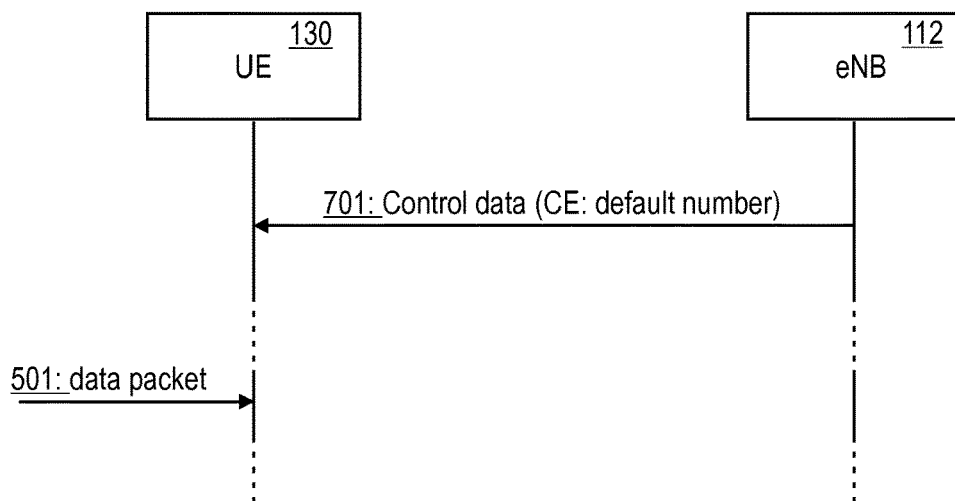 130
UE
112
eNB
701: Control data (CE: default number)
501: data packet